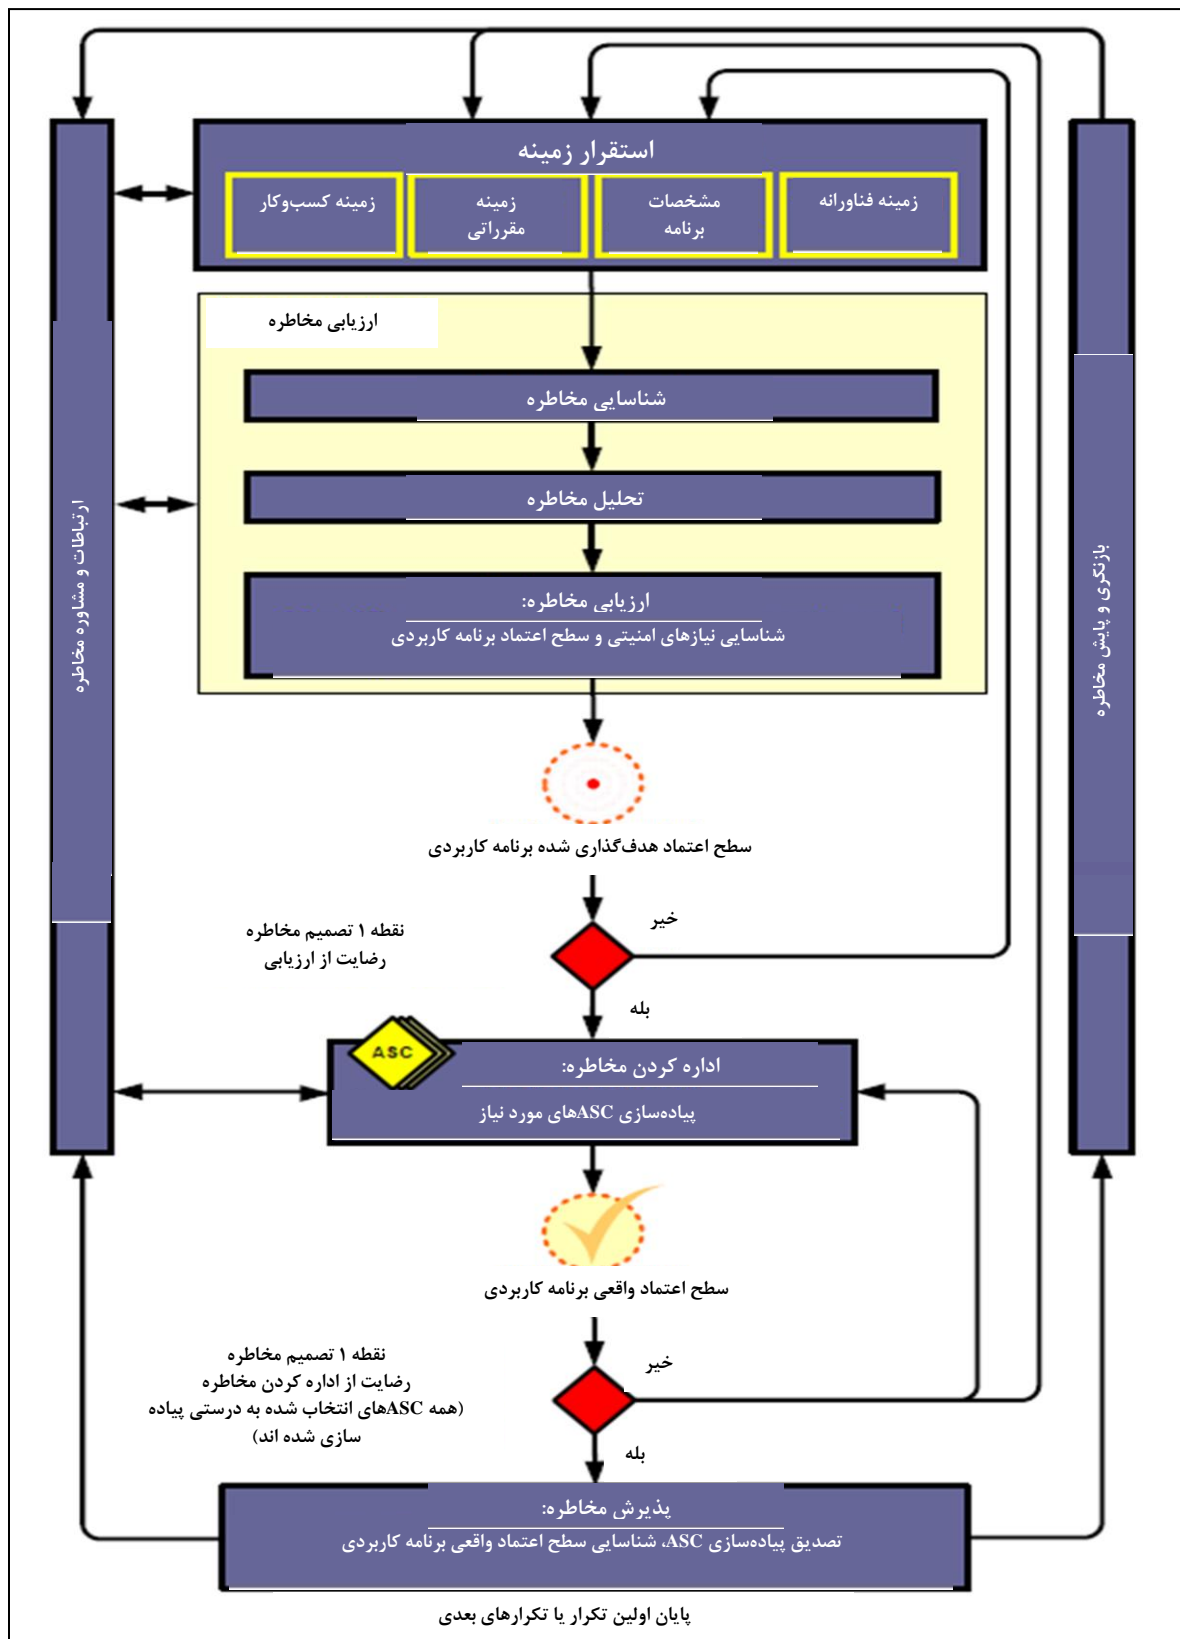 استقرار زمینه
زمینه فناورانه
مشخصات
برنامه
زمینه
مقرراتی
زمینه کسب‌وکار
ارزیابی مخاطره
شناسایی مخاطره
تحلیل مخاطره
ارزیابی مخاطره:
شناسایی نیازهای امنیتی و سطح اعتماد برنامه کاربردی
بازنگری و پایش مخاطره
ارتباطات و مشاوره مخاطره
سطح اعتماد هدف‌گذاری شده برنامه کاربردی
خیر
نقطه ۱ تصمیم مخاطره
رضایت از ارزیابی
بله
ASC
اداره کردن مخاطره:
پیاده‌سازی ASCهای مورد نیاز
سطح اعتماد واقعی برنامه کاربردی
خیر
نقطه ۱ تصمیم مخاطره
رضایت از اداره کردن مخاطره
(همه ASCهای انتخاب شده به درستی پیاده
سازی شده اند)
بله
پذیرش مخاطره:
تصدیق پیاده‌سازی ASC، شناسایی سطح اعتماد واقعی برنامه کاربردی
پایان اولین تکرار یا تکرارهای بعدی